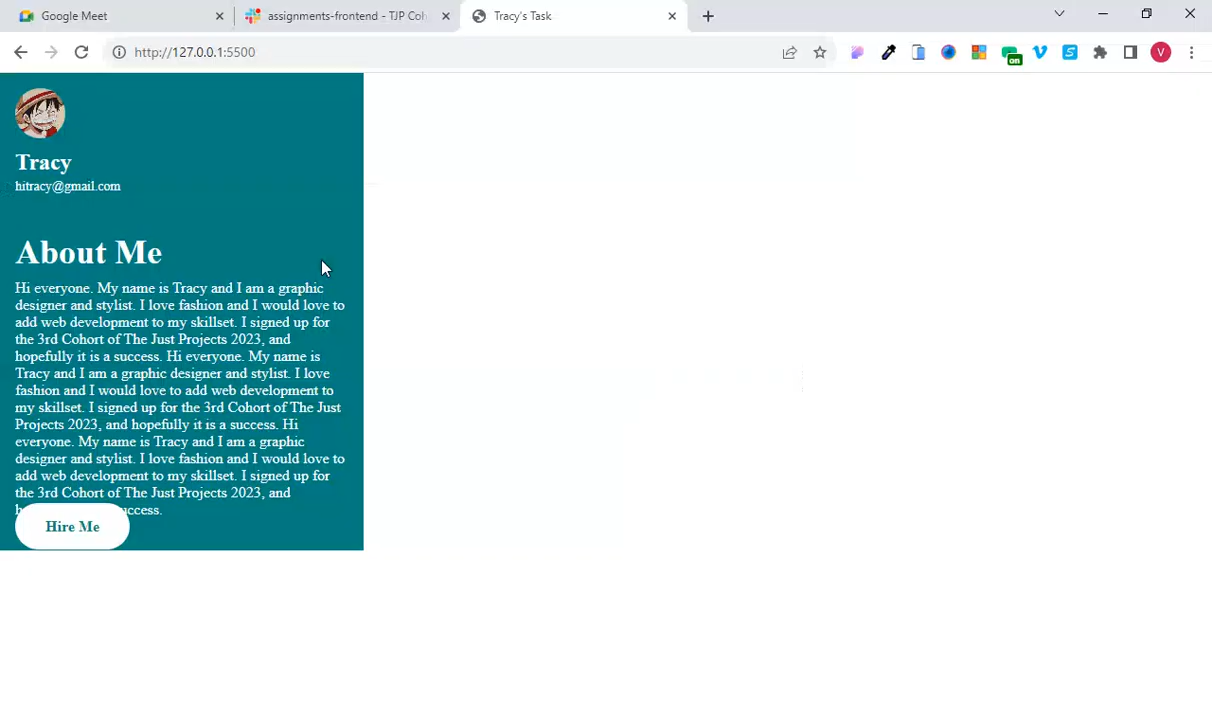 Google Meet
assignments-frontend - TJP Coh
Tracy's Task
http://127.0.0.1:5500
on
S
V
Tracy
hitracy@gmail.com
About Me
Hi everyone. My name is Tracy and I am a graphic
designer and stylist. I love fashion and I would love to
add web development to my skillset. I signed up for
the 3rd Cohort of The Just Projects 2023, and
hopefully it is a success. Hi everyone. My name is
Tracy and I am a graphic designer and stylist. I love
fashion and I would love to add web development to
my skillset. I signed up for the 3rd Cohort of The Just
Projects 2023, and hopefully it is a success. Hi
everyone. My name is Tracy and I am a graphic
designer and stylist. I love fashion and I would love to
add web development to my skillset. I signed up for
the 3rd Cohort of The Just Projects 2023, and
success.
Hire Me